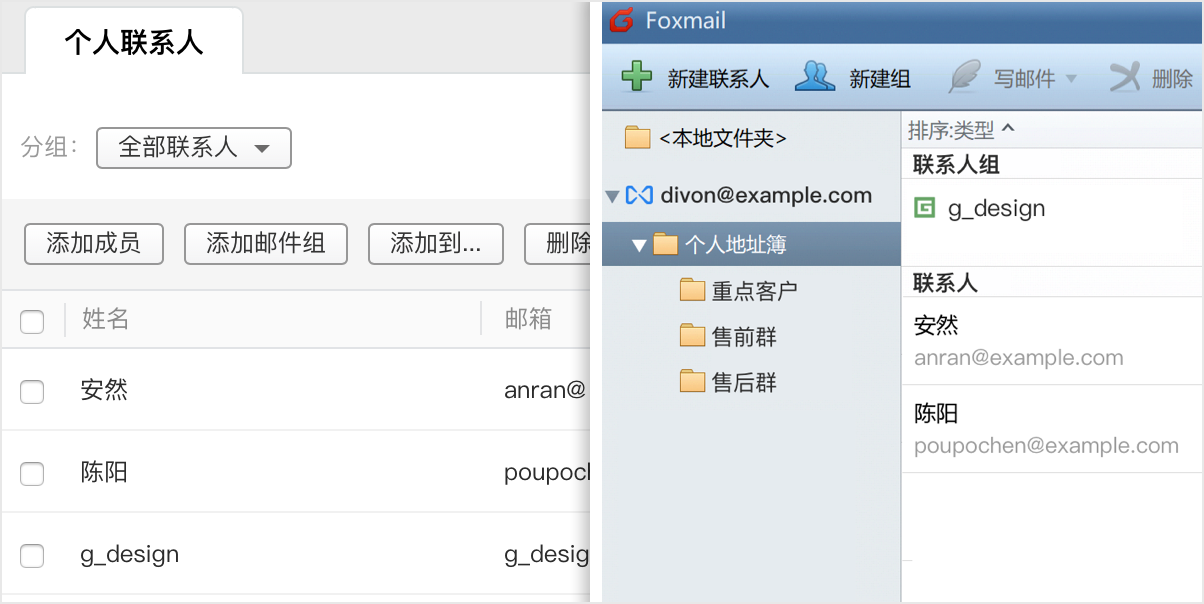 个人联系人
分组：
全部联系人
添加成员
添加邮件组
添加到...
删除
姓名
邮箱
安然
anran@
陈阳
poupoc
g_design
g_desig
Foxmail
新建联系人
新建组
写邮件
删除
<本地文件夹>
divon@example.com
个人地址簿
重点客户
售前群
售后群
排序:类型
联系人组
g_design
联系人
安然
anran@example.com
陈阳
poupochen@example.com